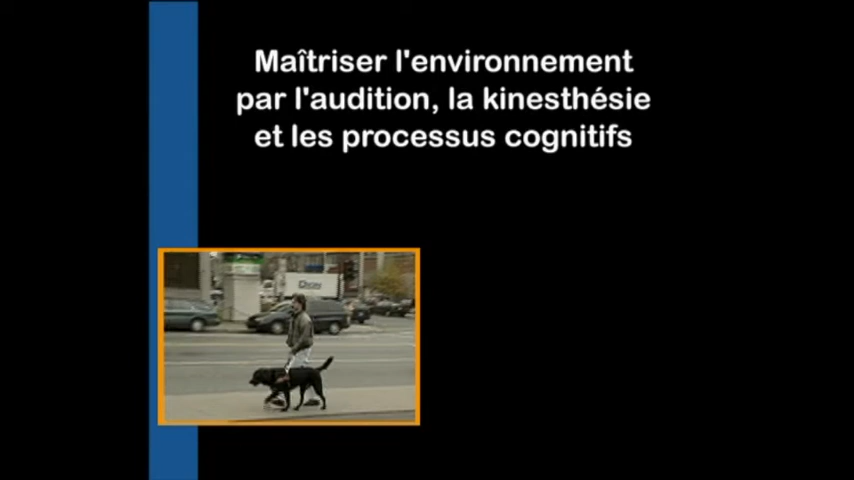 Maîtriser l'environnement
par l'audition, la kinesthésie
et les processus cognitifs